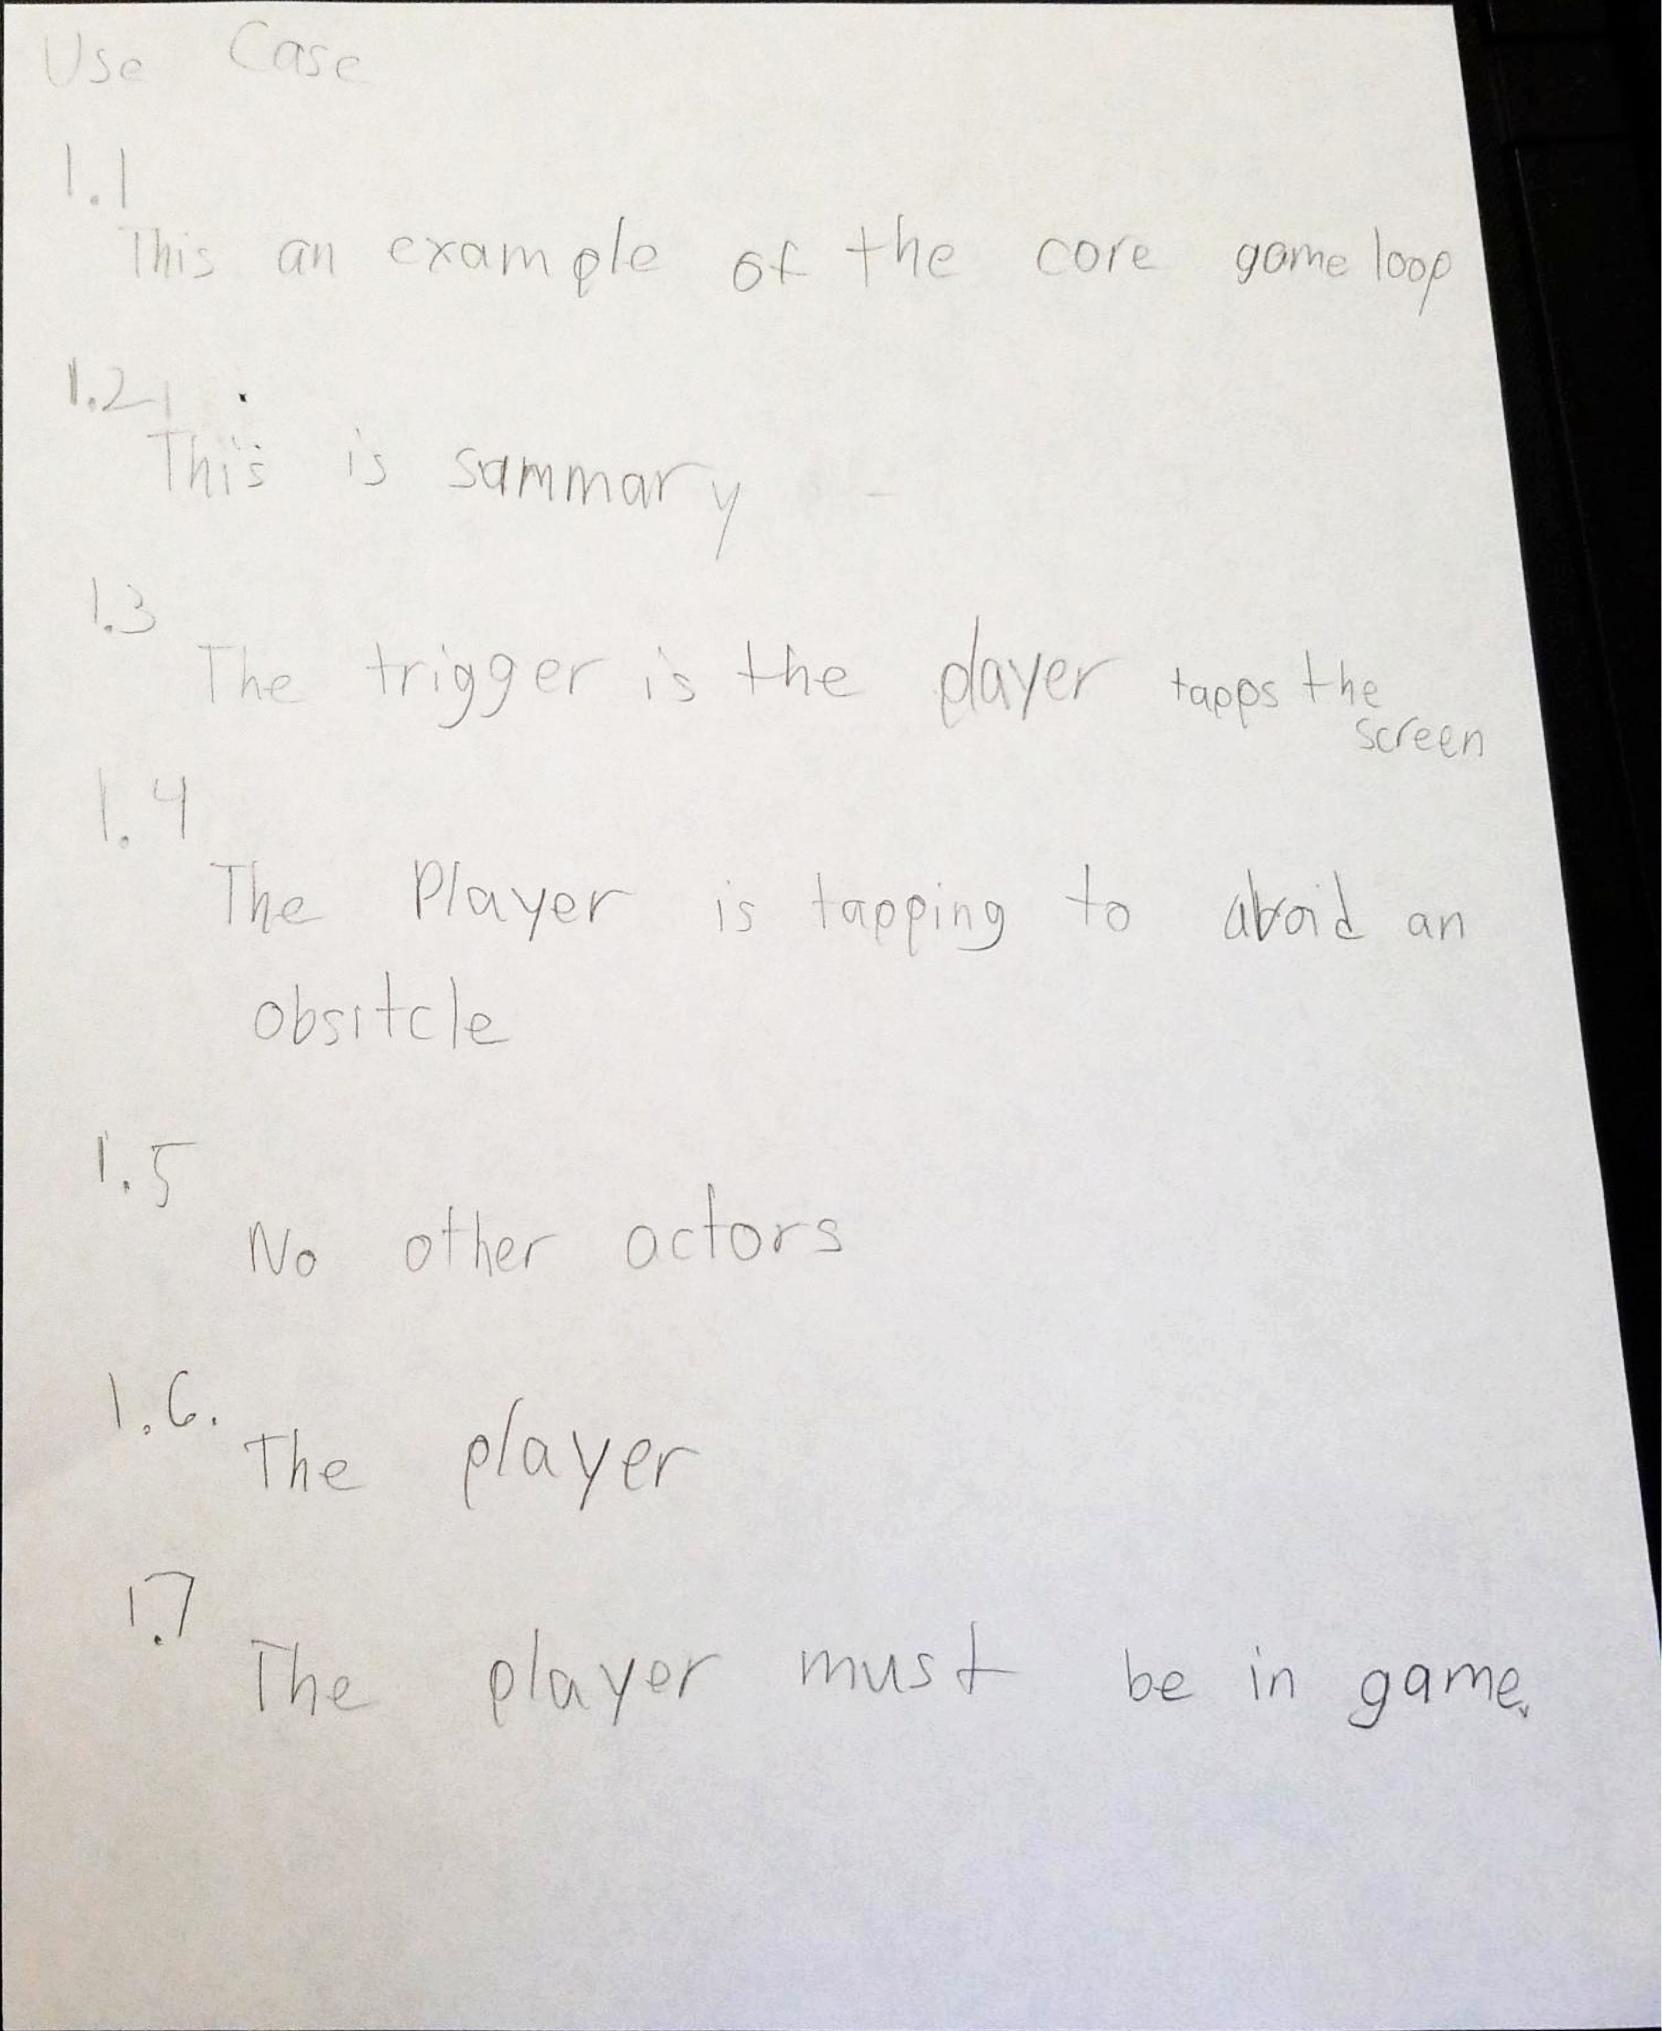 Use Case
1.1
This an example of the core game loop
1.2
This is sammary
1.3
The trigger is the player tapps the
screen
1.4
The Player is tapping to avoid an
obsitcle
1.5
No other actors
1.6.
The player
1.7
The player must be in game.